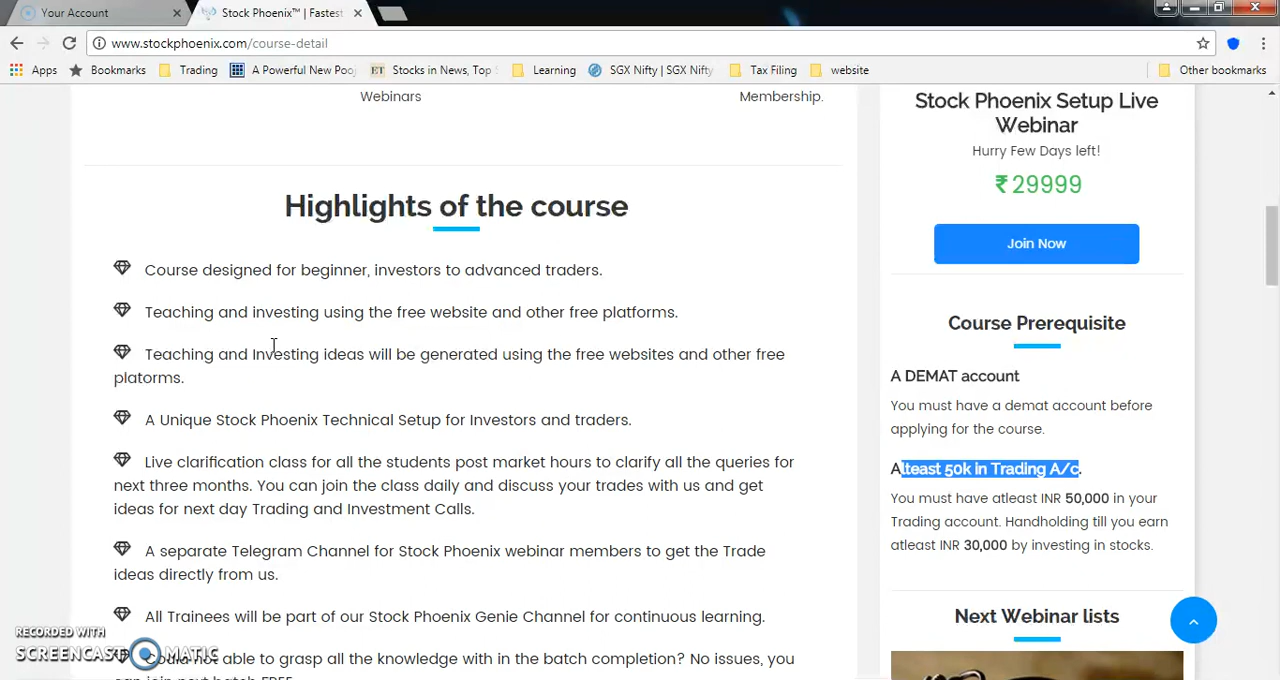 Your Account
Stock Phoenix™ | Fastest
www.stockphoenix.com/course-detail
Apps
Bookmarks
Trading
A Powerful New Poo
Stocks in News, Top
Learning
SGX Nifty | SGX Nifty
Tax Filing
website
Other bookmarks
Webinars
Membership.
Highlights of the course
Course designed for beginner, investors to advanced traders.
Teaching and investing using the free website and other free platforms.
Teaching and Investing ideas will be generated using the free websites and other free
platorms.
A Unique Stock Phoenix Technical Setup for Investors and traders.
Live clarification class for all the students post market hours to clarify all the queries for
next three months. You can join the class daily and discuss your trades with us and get
ideas for next day Trading and Investment Calls.
A separate Telegram Channel for Stock Phoenix webinar members to get the Trade
ideas directly from us.
All Trainees will be part of our Stock Phoenix Genie Channel for continuous learning.
Could not able to grasp all the knowledge with in the batch completion? No issues, you
can join next batch FREE
Stock Phoenix Setup Live
Webinar
Hurry Few Days left!
₹ 29999
Join Now
Course Prerequisite
A DEMAT account
You must have a demat account before
applying for the course.
Alteast 50k in Trading A/c.
You must have atleast INR 50,000 in your
Trading account. Handholding till you earn
atleast INR 30,000 by investing in stocks.
Next Webinar lists
RECORDED WITH
SCREENCAST MATIC